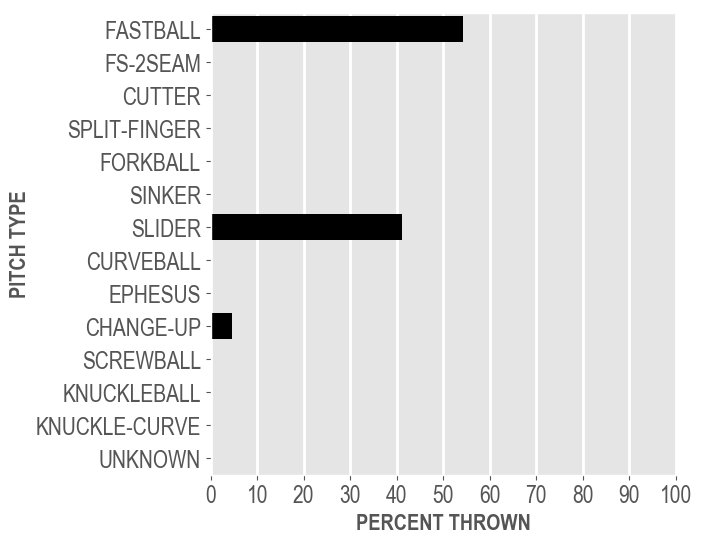 FASTBALL
FS-2SEAM
CUTTER
SPLIT-FINGER
FORKBALL
SINKER
SLIDER
CURVEBALL
EPHESUS
CHANGE-UP
SCREWBALL
KNUCKLEBALL
KNUCKLE-CURVE
UNKNOWN
PITCH TYPE
0 10 20 30 40 50 60 70 80 90 100
PERCENT THROWN